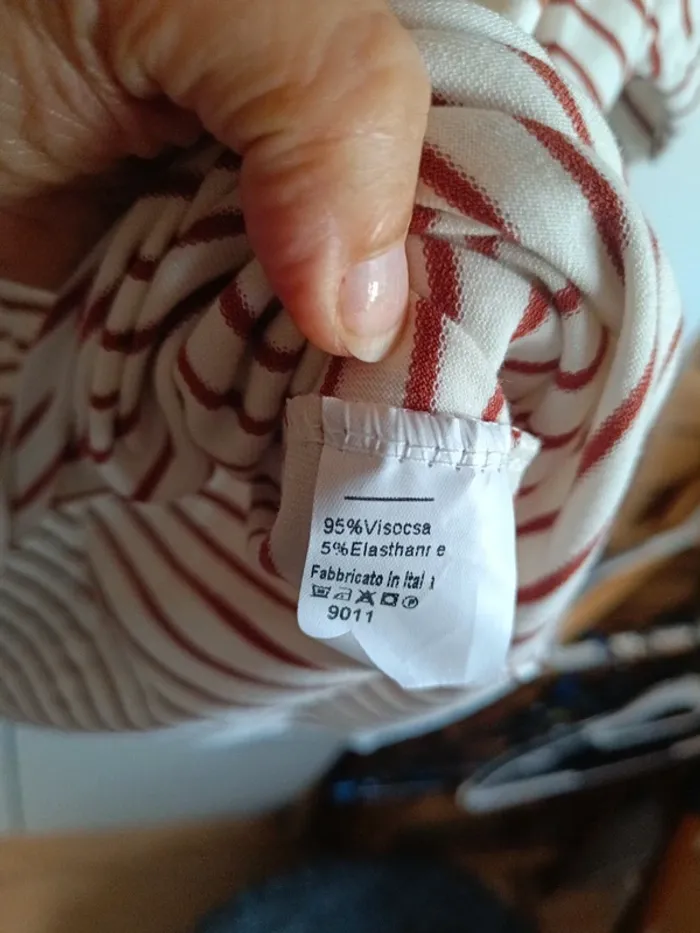 95%Viscosa
5%Elasthanne
Fabbricato in Ital
9011